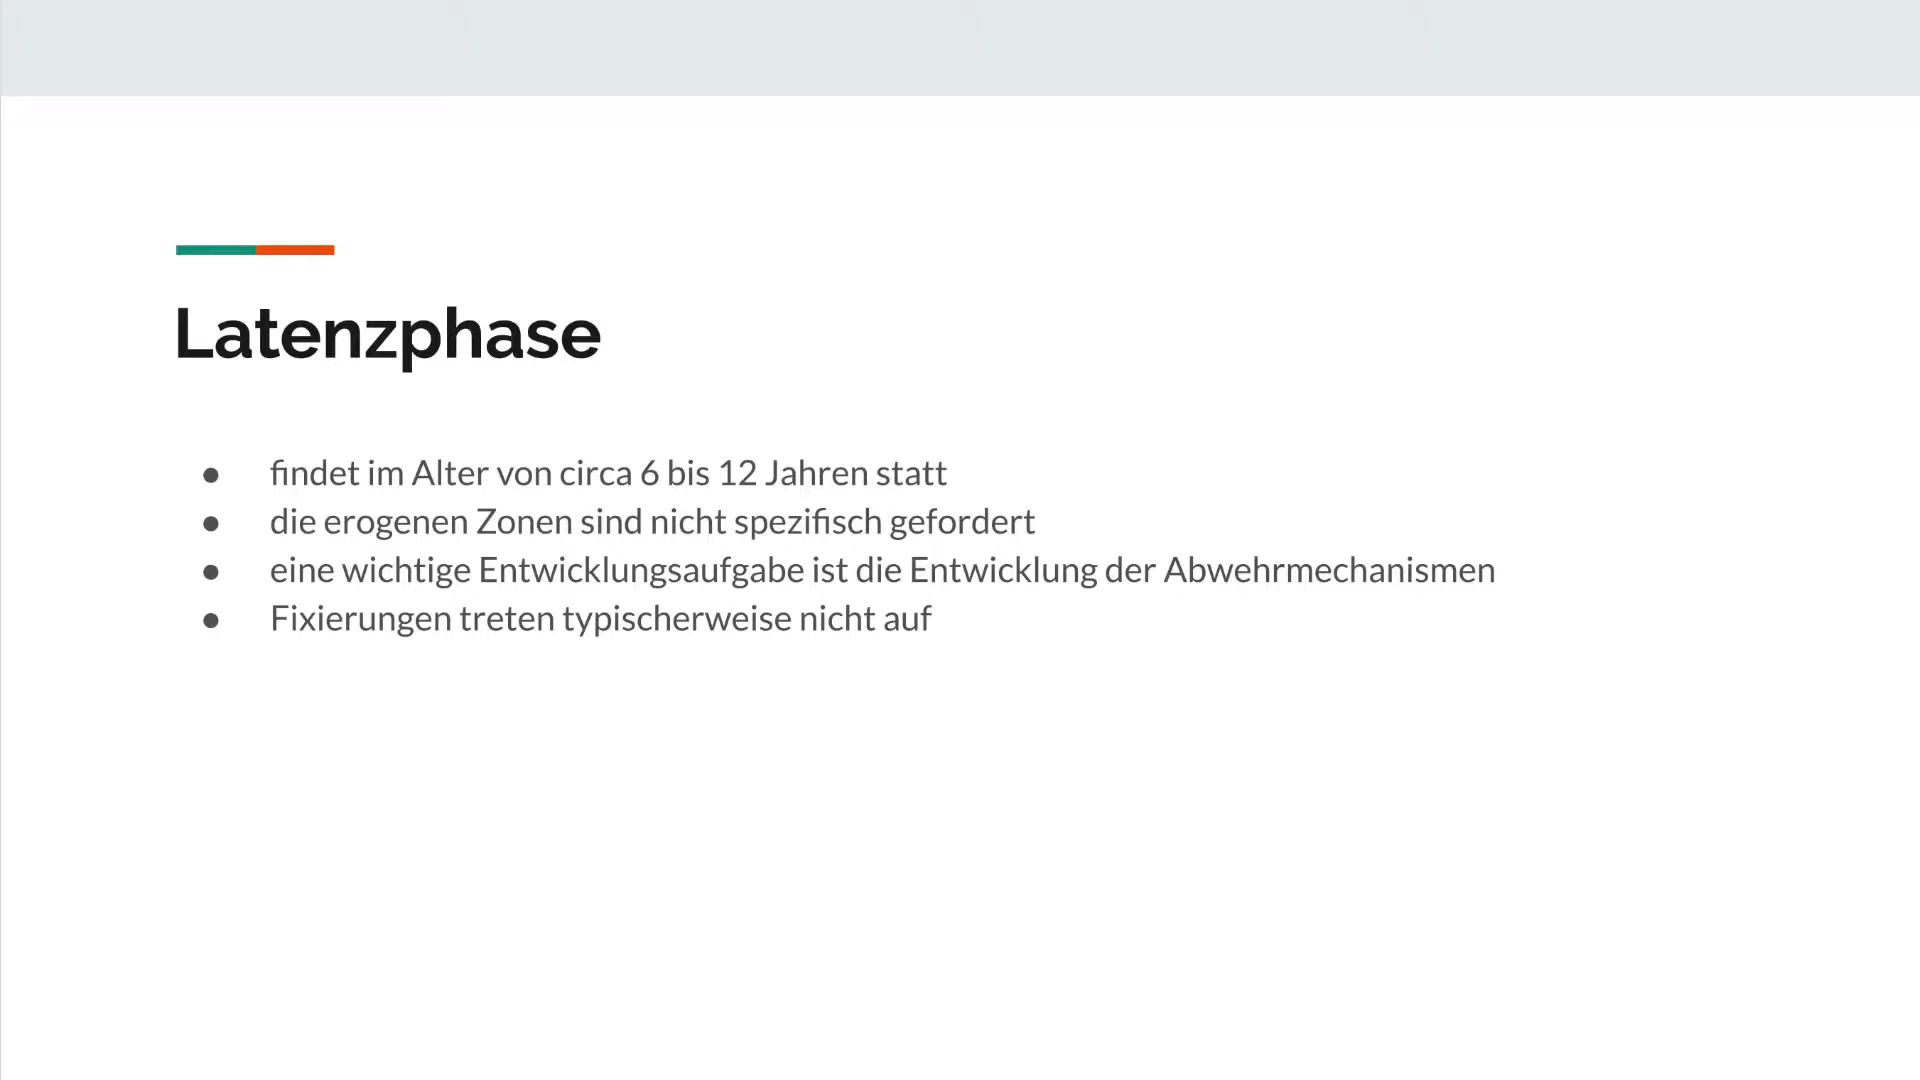 Latenzphase
● findet im Alter von circa 6 bis 12 Jahren statt
● die erogenen Zonen sind nicht spezifisch gefordert
● eine wichtige Entwicklungsaufgabe ist die Entwicklung der Abwehrmechanismen
● Fixierungen treten typischerweise nicht auf